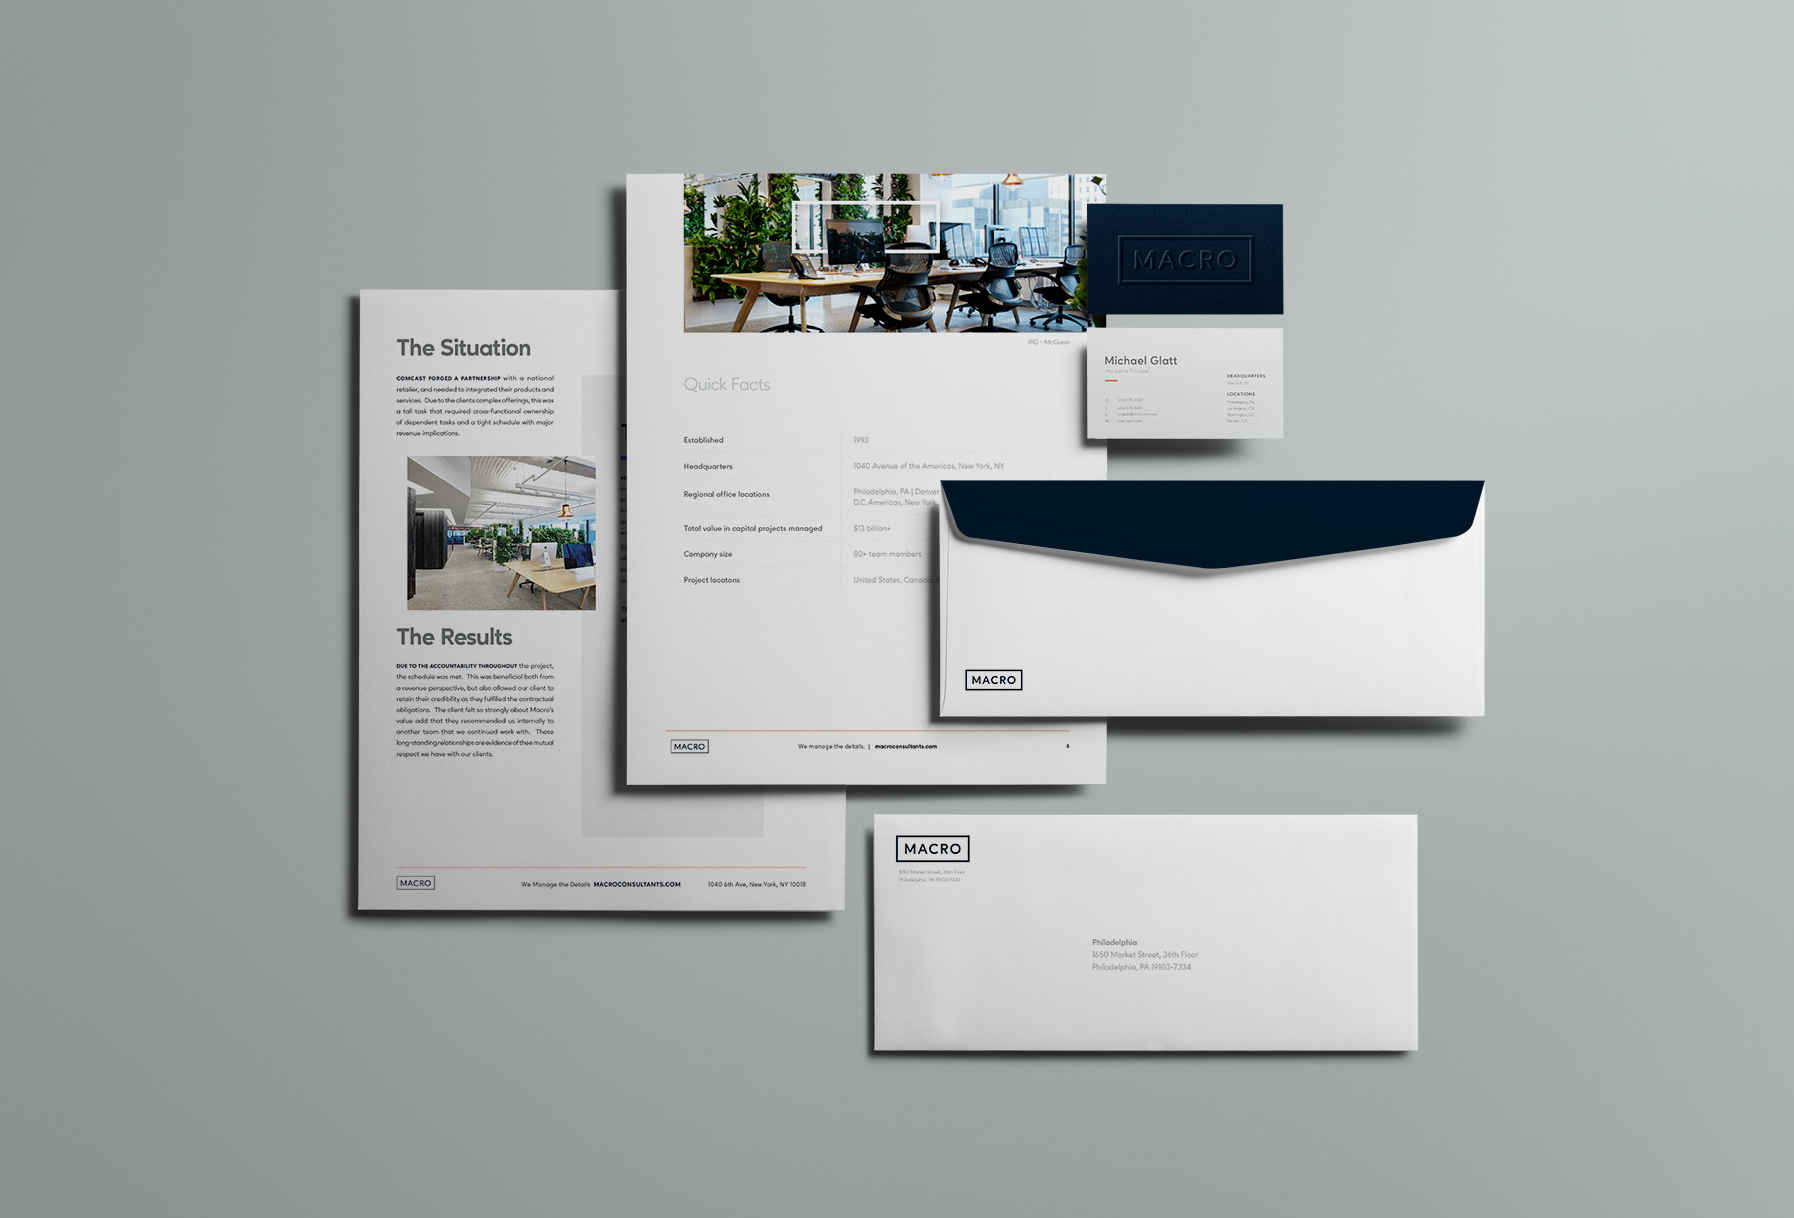 The Situation
COMCAST FORGED A PARTNERSHIP with a national
retailer, and needed to integrated their products and
services. Due to the clients complex offerings, this was
a tall task that required cross-functional ownership
of dependent tasks and a tight schedule with major
revenue implications.
The Results
DUE TO THE ACCOUNTABILITY THROUGHOUT the project,
the schedule was met. This was beneficial both from
a revenue perspective, but also allowed our client to
retain their credibility as they fulfilled the contractual
obligations. The client felt so strongly about Macro's
value add that they recommended us internally to
another team that we continued work with. These
long-standing relationships are evidence of thee mutual
respect we have with our clients.
MACRO
We Manage the Details MACROCONSULTANTS.COM
1040 6th Ave, New York, NY 10018
IPG - McGann
Quick Facts
Established 1993
Headquarters 1040 Avenue of the Americas, New York, NY
Regional office locations Philadelphia, PA | Denver
D.C. Americas, New York
Total value in capital projects managed $13 billion+
Company size 80+ team members
Project locatons United States, Canada,
MACRO
We manage the details. | macroconsultants.com
5
MACRO
Michael Glatt
Managing Principal
HEADQUARTERS
New York, NY
LOCATIONS
Philadelphia, PA
Los Angeles, CA
Washington, DC
Denver, CO
MACRO
MACRO
1650 Market Street, 36th Floor
Philadelphia, PA 19103-7334
Philadelphia
1650 Market Street, 36th Floor
Philadelphia, PA 19103-7334